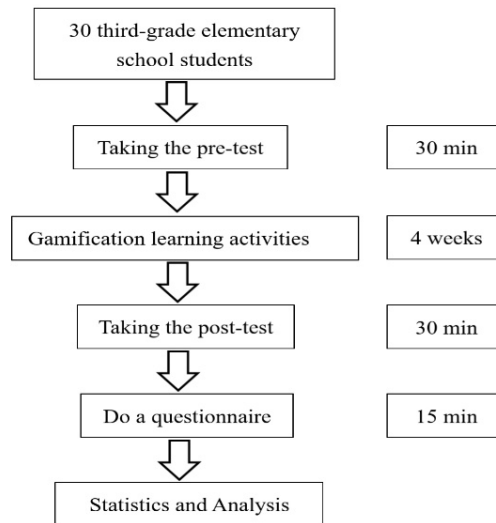 30 third-grade elementary
school students
Taking the pre-test
30 min
Gamification learning activities
4 weeks
Taking the post-test
30 min
Do a questionnaire
15 min
Statistics and Analysis